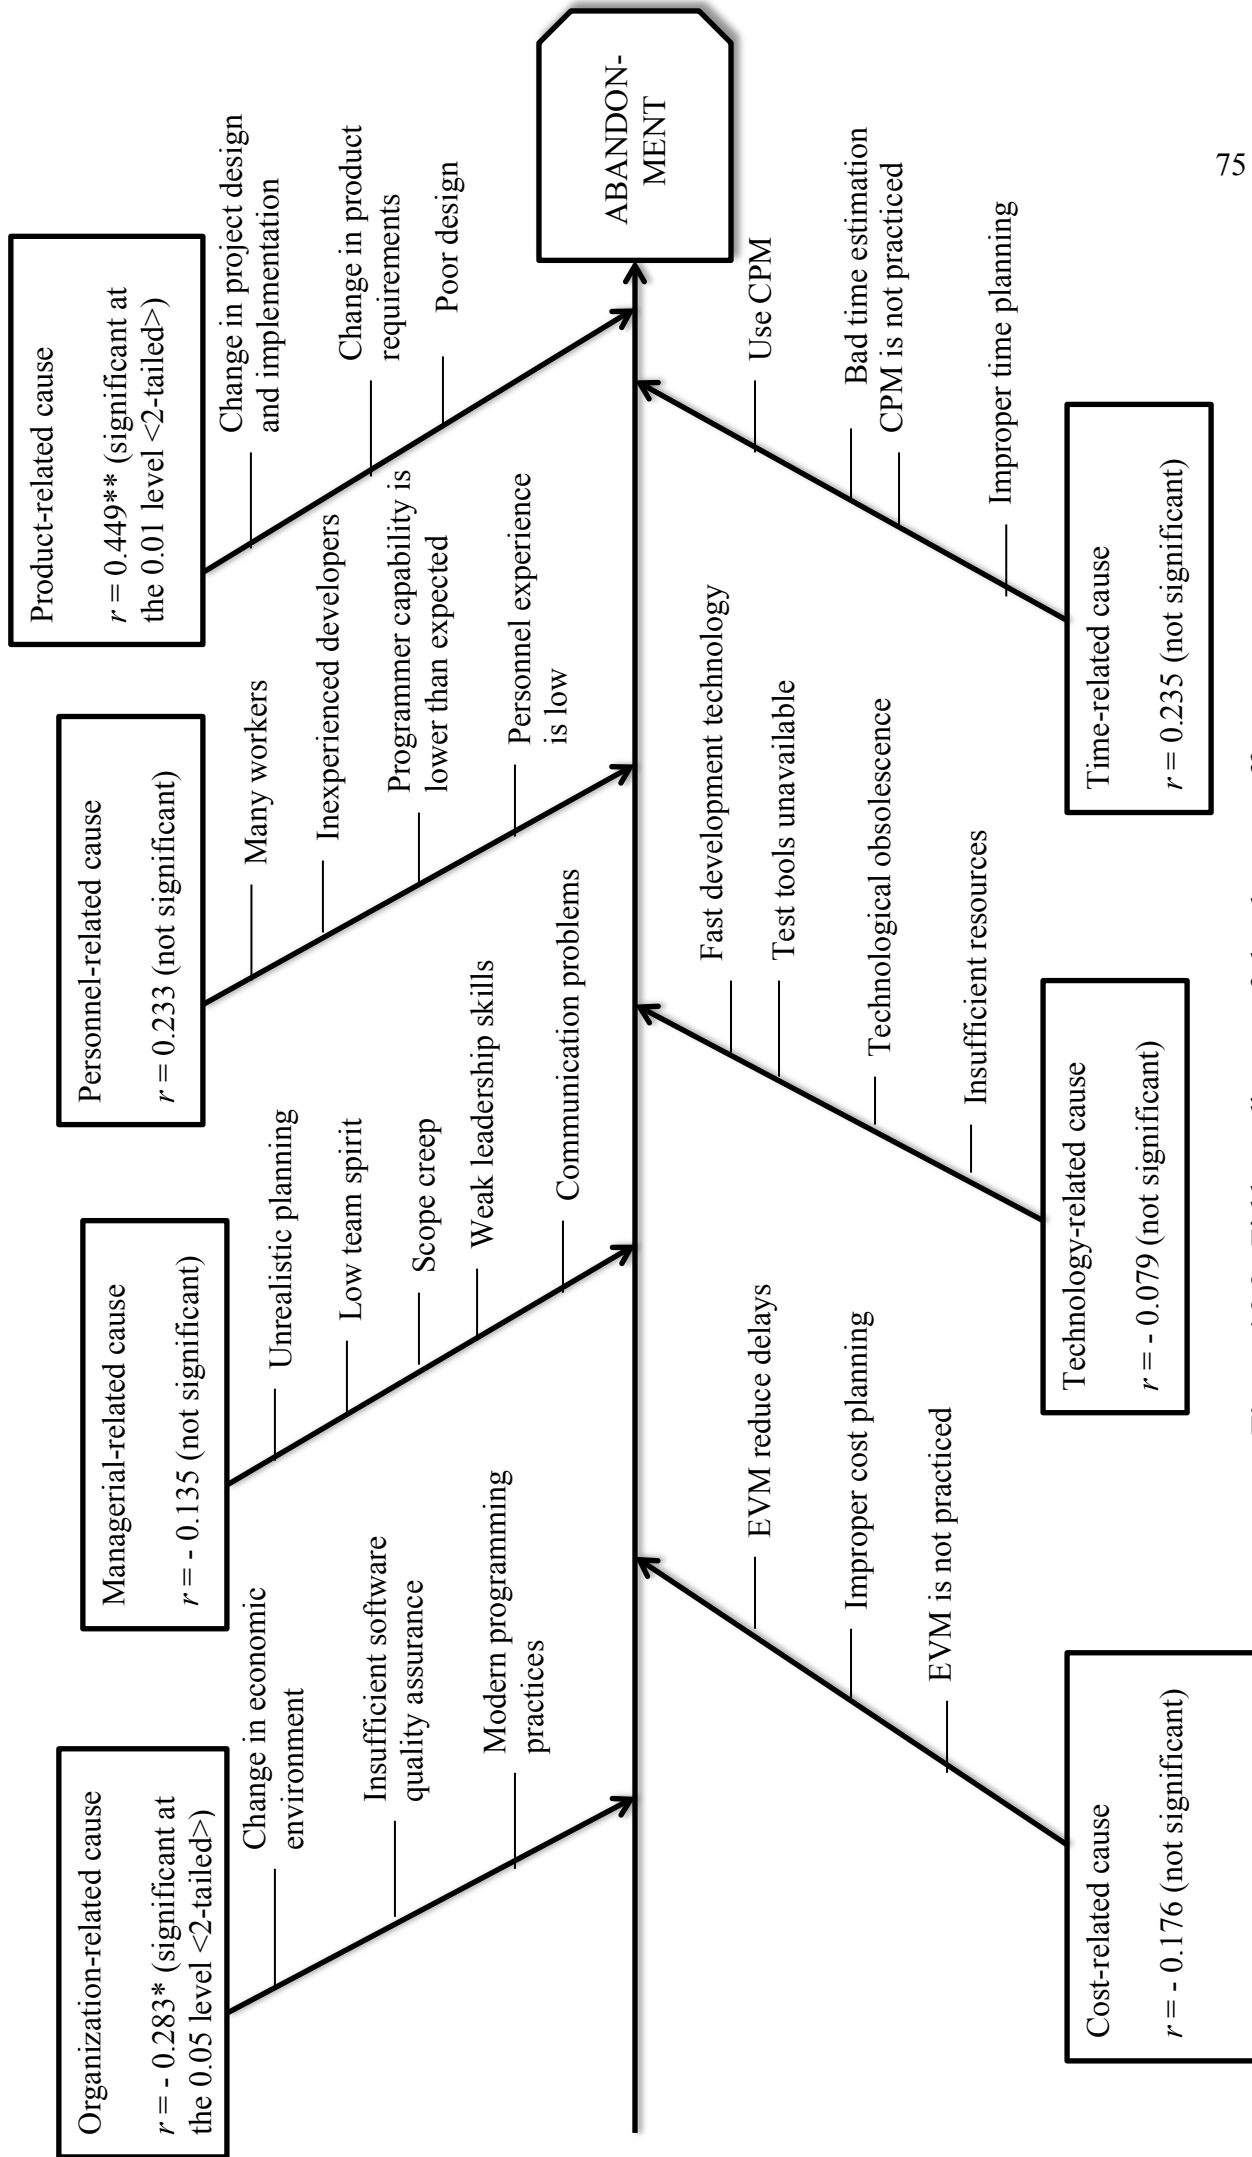 Organization-related cause
r = - 0.283* (significant at
the 0.05 level <2-tailed>)
Change in economic
environment
Insufficient software
quality assurance
Modern programming
practices
Managerial-related cause
r = - 0.135 (not significant)
Unrealistic planning
Low team spirit
Scope creep
Weak leadership skills
Communication problems
Personnel-related cause
r = 0.233 (not significant)
Many workers
Inexperienced developers
Programmer capability is
lower than expected
Personnel experience
is low
Product-related cause
r = 0.449** (significant at
the 0.01 level <2-tailed>)
Change in project design
and implementation
Change in product
requirements
Poor design
ABANDON-
MENT
EVM reduce delays
Improper cost planning
EVM is not practiced
Cost-related cause
r = - 0.176 (not significant)
Fast development technology
Test tools unavailable
Technological obsolescence
Insufficient resources
Technology-related cause
r = - 0.079 (not significant)
Use CPM
Bad time estimation
CPM is not practiced
Improper time planning
Time-related cause
r = 0.235 (not significant)
75